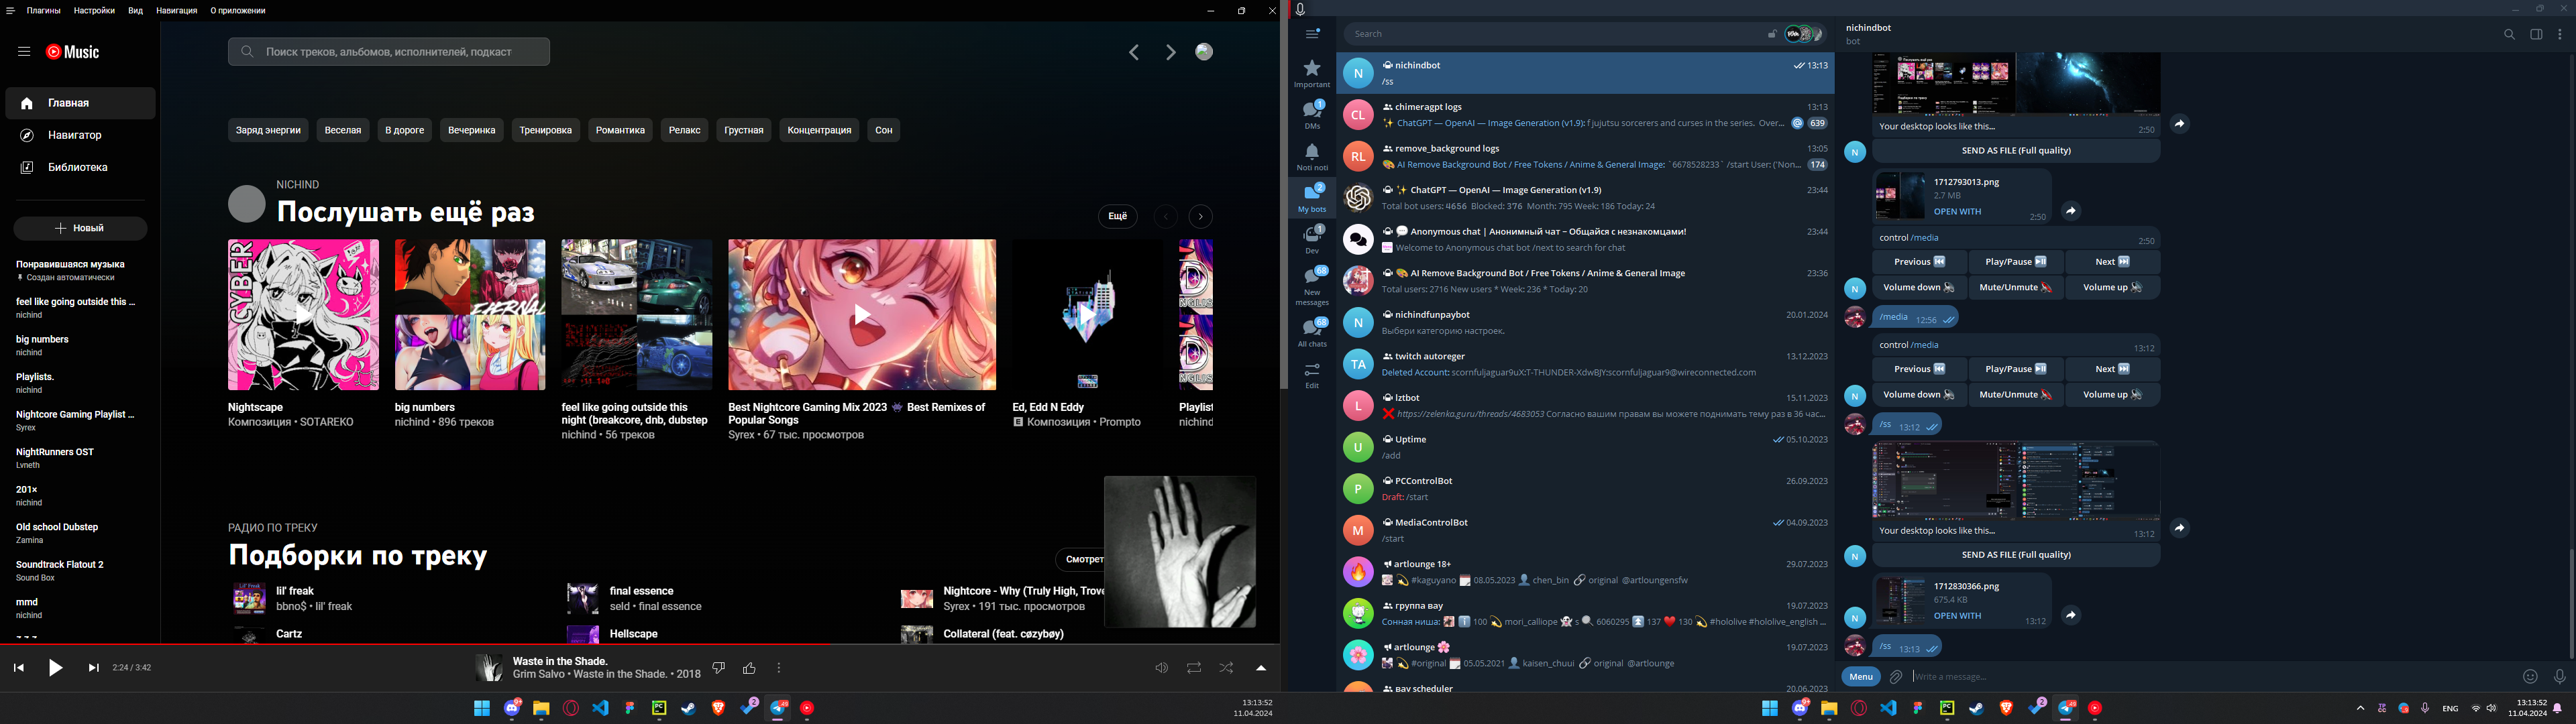 Плагины Настройки Вид Навигация О приложении
Music
Поиск треков, альбомов, исполнителей, подкаст
Главная
Навигатор
Библиотека
Новый
Понравившаяся музыка
Создан автоматически
feel like going outside this ...
nichind
big numbers
nichind
Playlists.
nichind
Nightcore Gaming Playlist ...
Syrex
NightRunners OST
Lvneth
201×
nichind
Old school Dubstep
Zamina
Soundtrack Flatout 2
Sound Box
mmd
nichind
Заряд энергии Веселая В дороге Вечеринка Тренировка Романтика Релакс Грустная Концентрация Сон
NICHIND
Послушать ещё раз
Ещё
CYBER
Nightscape
Композиция • SOTAREKO
big numbers
nichind • 896 треков
feel like going outside this
night (breakcore, dnb, dubstep
nichind • 56 треков
Best Nightcore Gaming Mix 2023 👾 Best Remixes of
Popular Songs
Syrex • 67 тыс. просмотров
Ed, Edd N Eddy
E Композиция • Prompto
Playlist
nichind
РАДИО ПО ТРЕКУ
Подборки по треку
Смотрет
lil' freak
bbno$ • lil' freak
final essence
seld • final essence
Nightcore - Why (Truly High, Trove
Syrex • 191 тыс. просмотров
Cartz
Hellscape
Collateral (feat. cøzybøy)
2:24 / 3:42
Waste in the Shade.
Grim Salvo • Waste in the Shade. • 2018
13:13:52
11.04.2024
Important
1
DMs
Noti noti
2
My bots
1
Dev
68
New
messages
68
All chats
Edit
Search
N nichindbot 13:13
/ss
CL chimeragpt logs 13:13
✨ ChatGPT — OpenAI — Image Generation (v1.9): f jujutsu sorcerers and curses in the series. Over... @ 639
RL remove_background logs 13:05
🎨 AI Remove Background Bot / Free Tokens / Anime & General Image: `6678528233` /start User: ('Non... 174
✨ ChatGPT — OpenAI — Image Generation (v1.9) 23:44
Total bot users: 4656 Blocked: 376 Month: 795 Week: 186 Today: 24
💬 Anonymous chat | Анонимный чат – Общайся с незнакомцами! 23:44
Welcome to Anonymous chat bot /next to search for chat
🎨 AI Remove Background Bot / Free Tokens / Anime & General Image 23:36
Total users: 2716 New users * Week: 236 * Today: 20
N nichindfunpaybot 20.01.2024
Выбери категорию настроек.
TA twitch autoreger 13.12.2023
Deleted Account: scornfuljaguar9uX:T-THUNDER-XdwBJY:scornfuljaguar9@wireconnected.com
L lztbot 15.11.2023
❌ https://zelenka.guru/threads/4683053 Согласно вашим правам вы можете поднимать тему раз в 36 час...
U Uptime 05.10.2023
/add
P PCControlBot 26.09.2023
Draft: /start
M MediaControlBot 04.09.2023
/start
artlounge 18+ 29.07.2023
#kaguyano 08.05.2023 chen_bin original @artloungensfw
группа вау 19.07.2023
Сонная ниша: 100 mori_calliope s 6060295 137 130 #hololive #hololive_english ...
artlounge 🌸 19.07.2023
#original 05.05.2021 kaisen_chuui original @artlounge
вау scheduler 20.06.2023
nichindbot
bot
Your desktop looks like this...
2:50
SEND AS FILE (Full quality)
1712793013.png
2.7 MB
OPEN WITH
2:50
control /media
2:50
Previous ⏮ Play/Pause ⏯ Next ⏭
Volume down 🔉 Mute/Unmute 🔇 Volume up 🔊
/media 12:56
control /media
13:12
Previous ⏮ Play/Pause ⏯ Next ⏭
Volume down 🔉 Mute/Unmute 🔇 Volume up 🔊
/ss 13:12
Your desktop looks like this...
13:12
SEND AS FILE (Full quality)
1712830366.png
675.4 KB
OPEN WITH
13:12
/ss 13:13
Menu Write a message...
ENG
13:13:52
11.04.2024